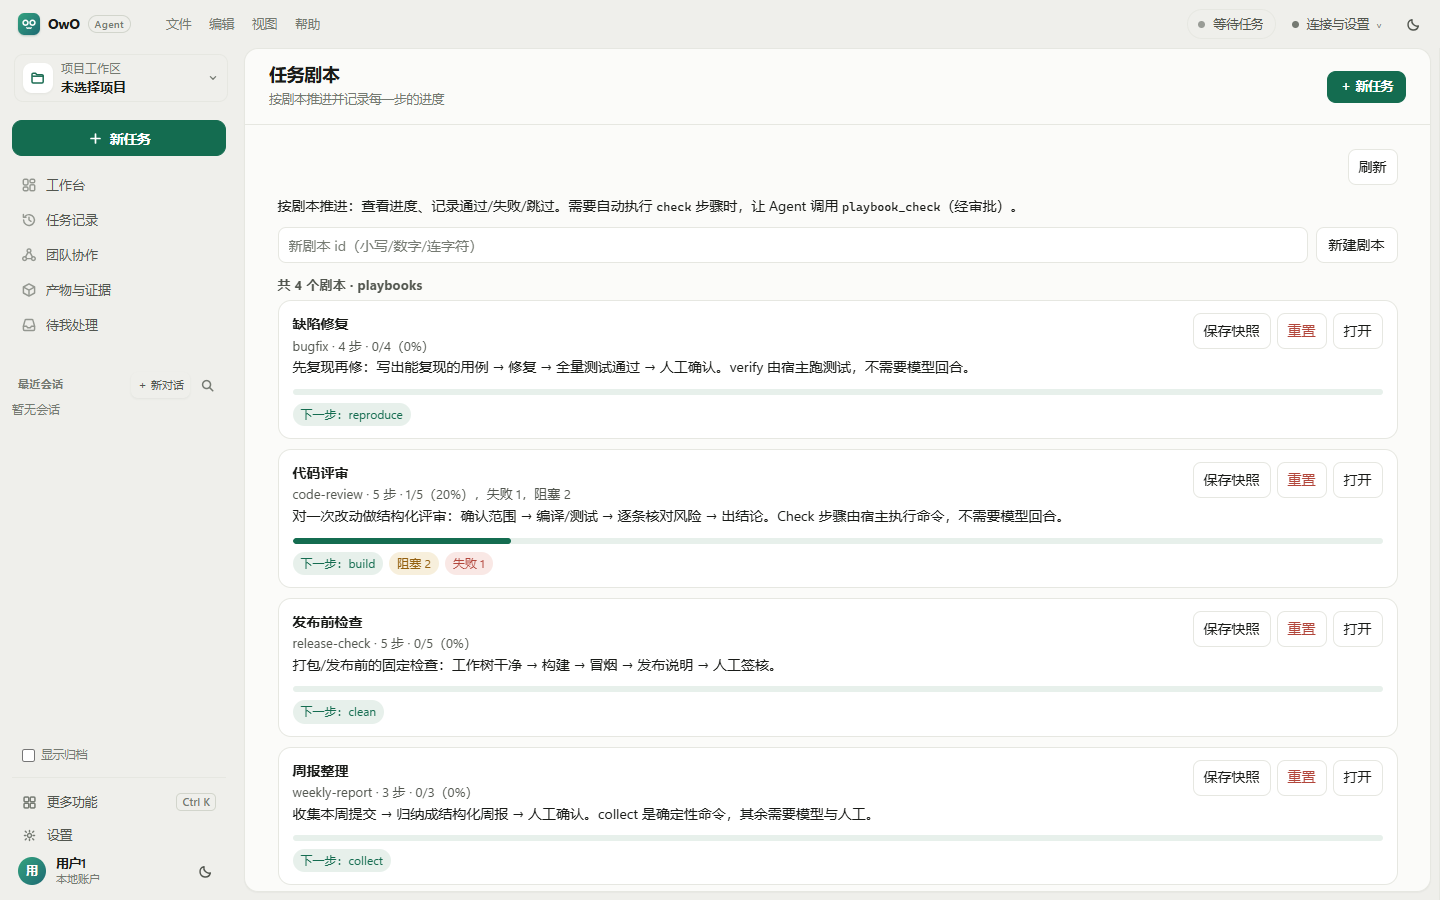 OwO Agent 文件 编辑 视图 帮助 等待任务 连接与设置
项目工作区
未选择项目
+ 新任务
工作台
任务记录
团队协作
产物与证据
待我处理
最近会话 + 新对话
暂无会话
显示归档
更多功能 Ctrl K
设置
用 用户1
本地账户
任务剧本
按剧本推进并记录每一步的进度
+ 新任务
刷新
按剧本推进：查看进度、记录通过/失败/跳过。需要自动执行 check 步骤时，让 Agent 调用 playbook_check（经审批）。
新剧本 id（小写/数字/连字符） 新建剧本
共 4 个剧本 · playbooks
缺陷修复 保存快照 重置 打开
bugfix · 4 步 · 0/4（0%）
先复现再修：写出能复现的用例 → 修复 → 全量测试通过 → 人工确认。verify 由宿主跑测试，不需要模型回合。
下一步：reproduce
代码评审 保存快照 重置 打开
code-review · 5 步 · 1/5（20%），失败 1，阻塞 2
对一次改动做结构化评审：确认范围 → 编译/测试 → 逐条核对风险 → 出结论。Check 步骤由宿主执行命令，不需要模型回合。
下一步：build 阻塞 2 失败 1
发布前检查 保存快照 重置 打开
release-check · 5 步 · 0/5（0%）
打包/发布前的固定检查：工作树干净 → 构建 → 冒烟 → 发布说明 → 人工签核。
下一步：clean
周报整理 保存快照 重置 打开
weekly-report · 3 步 · 0/3（0%）
收集本周提交 → 归纳成结构化周报 → 人工确认。collect 是确定性命令，其余需要模型与人工。
下一步：collect